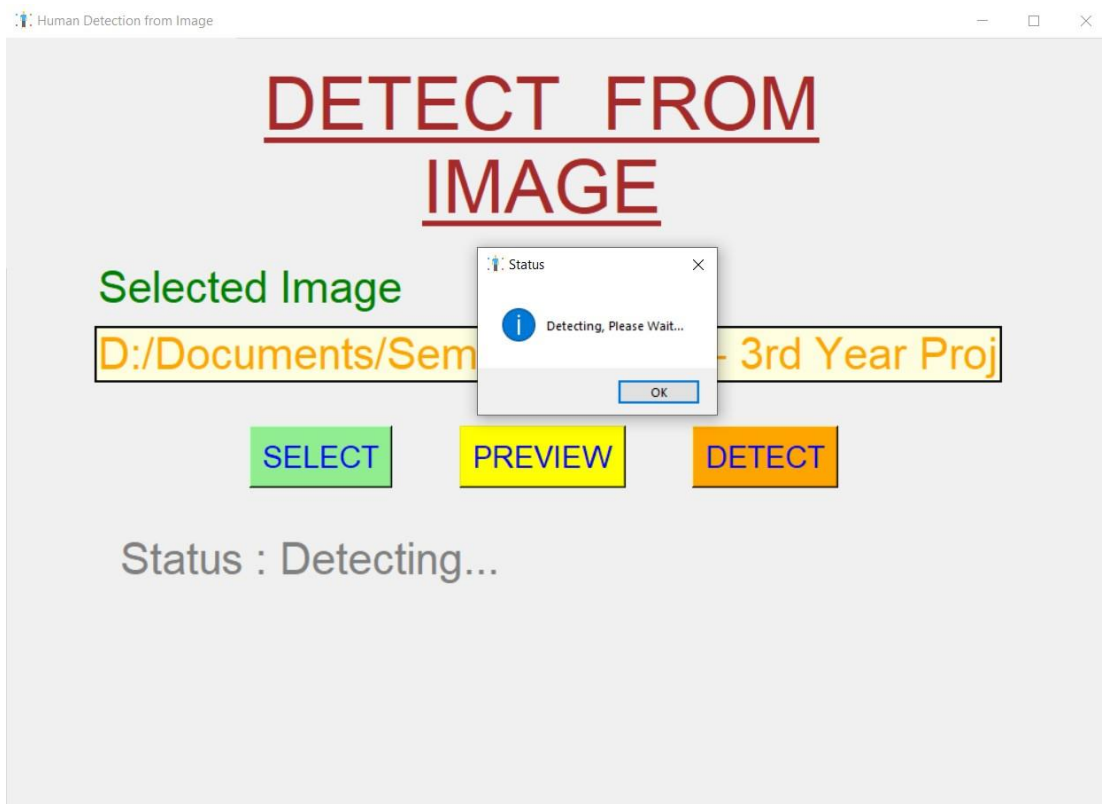 Human Detection from Image
DETECT FROM
IMAGE
Status
Selected Image
Detecting, Please Wait...
D:/Documents/Sem - 3rd Year Proj
OK
SELECT PREVIEW DETECT
Status : Detecting...